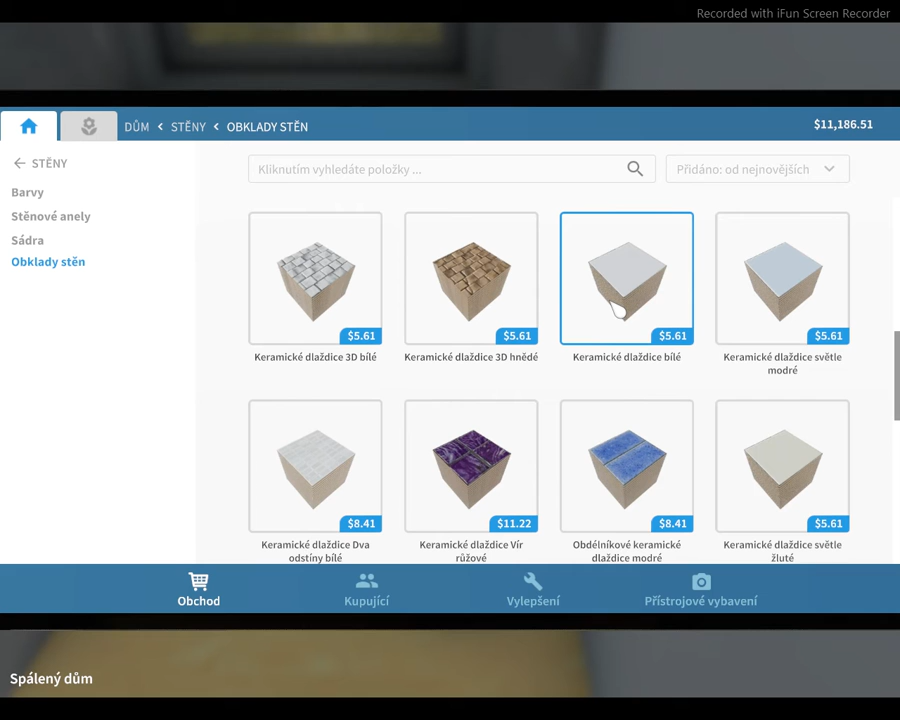 Recorded with iFun Screen Recorder
DŮM < STĚNY < OBKLADY STĚN
$11,186.51
STĚNY
Kliknutím vyhledáte položky ...
Přidáno: od nejnovějších
Barvy
Stěnové anely
Sádra
Obklady stěn
$5.61
$5.61
$5.61
$5.61
Keramické dlaždice 3D bílé
Keramické dlaždice 3D hnědé
Keramické dlaždice bílé
Keramické dlaždice světle
modré
$8.41
$11.22
$8.41
$5.61
Keramické dlaždice Dva
odstíny bílé
Keramické dlaždice Vír
růžové
Obdélníkové keramické
dlaždice modré
Keramické dlaždice světle
žluté
Obchod
Kupující
Vylepšení
Přístrojové vybavení
Spálený dům